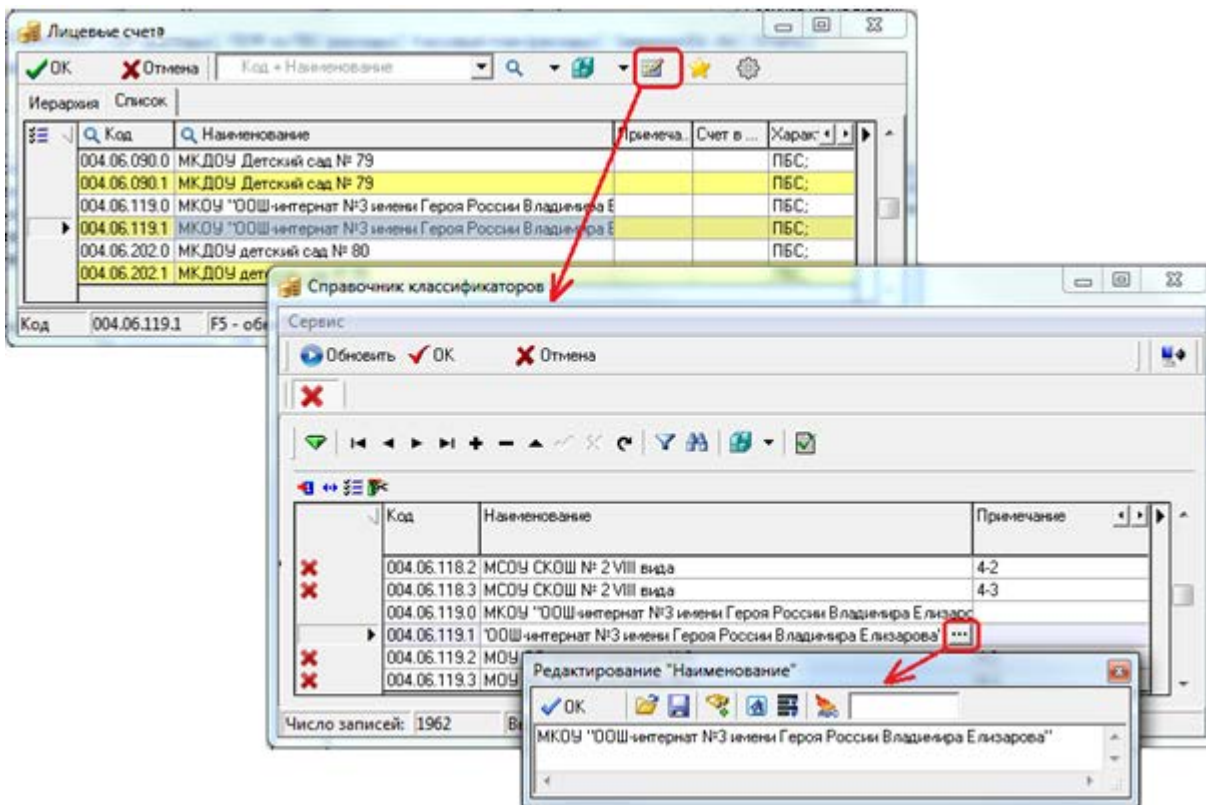 Лицевые счета
OK Отмена Код + Наименование
Иерархия Список
Код Наименование Примеча.. Счет в ... Характ
004.06.090.0 МКДОУ Детский сад № 79 ПБС;
004.06.090.1 МКДОУ Детский сад № 79 ПБС;
004.06.119.0 МКОУ "ООШ-интернат №3 имени Героя России Владимира Е ПБС;
004.06.119.1 МКОУ "ООШ-интернат №3 имени Героя России Владимира Е ПБС;
004.06.202.0 МКДОУ детский сад № 80 ПБС;
004.06.202.1 МКДОУ дет
Код 004.06.119.1 F5 - обн
Справочник классификаторов
Сервис
Обновить OK Отмена
Код Наименование Примечание
004.06.118.2 МСОУ СКОШ № 2 VIII вида 4-2
004.06.118.3 МСОУ СКОШ № 2 VIII вида 4-3
004.06.119.0 МКОУ "ООШ-интернат №3 имени Героя России Владимира Елизаро
004.06.119.1 'ООШ-интернат №3 имени Героя России Владимира Елизарова" ...
004.06.119.2 МОУ
004.06.119.3 МОУ
Число записей: 1962
Редактирование "Наименование"
OK
МКОУ "ООШ-интернат №3 имени Героя России Владимира Елизарова"